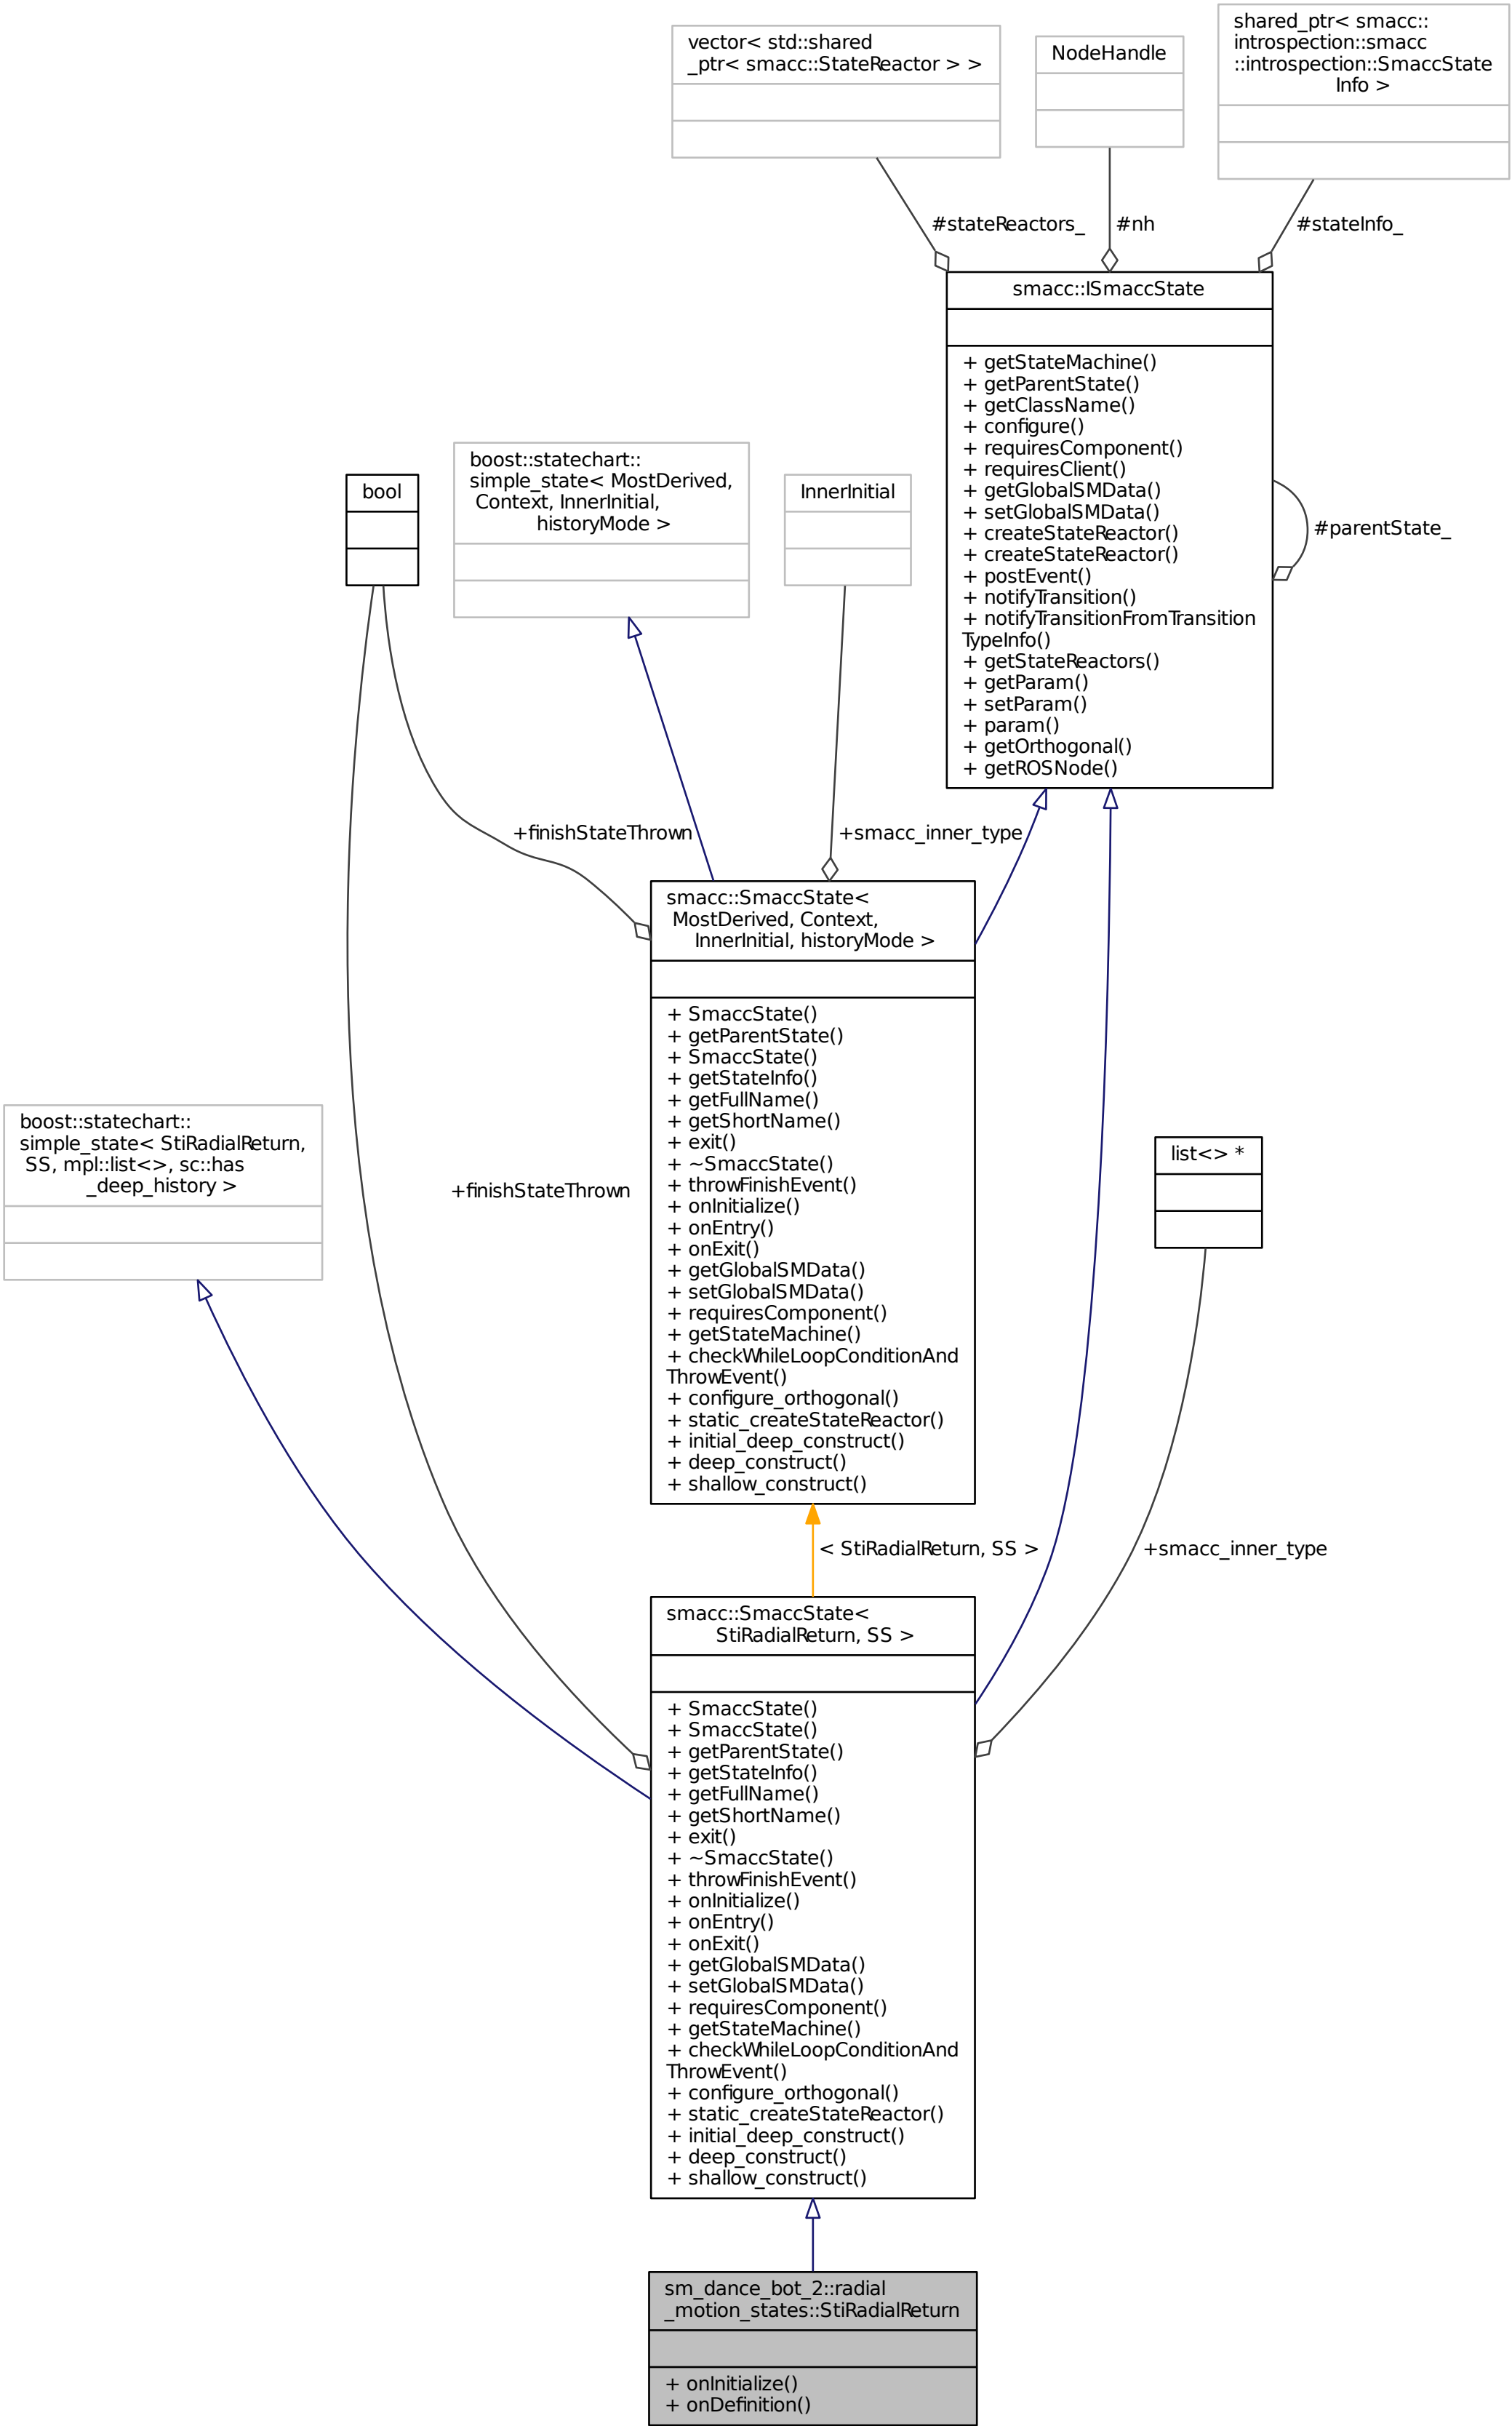 vector< std::shared
_ptr< smacc::StateReactor > >
NodeHandle
shared_ptr< smacc::
introspection::smacc
::introspection::SmaccState
Info >
#stateReactors_
#nh
#stateInfo_
smacc::ISmaccState
+ getStateMachine()
+ getParentState()
+ getClassName()
+ configure()
+ requiresComponent()
+ requiresClient()
+ getGlobalSMData()
+ setGlobalSMData()
+ createStateReactor()
+ createStateReactor()
+ postEvent()
+ notifyTransition()
+ notifyTransitionFromTransition
TypeInfo()
+ getStateReactors()
+ getParam()
+ setParam()
+ param()
+ getOrthogonal()
+ getROSNode()
#parentState_
bool
boost::statechart::
simple_state< MostDerived,
Context, InnerInitial,
historyMode >
InnerInitial
+finishStateThrown
+smacc_inner_type
smacc::SmaccState<
MostDerived, Context,
InnerInitial, historyMode >
+ SmaccState()
+ getParentState()
+ SmaccState()
+ getStateInfo()
+ getFullName()
+ getShortName()
+ exit()
+ ~SmaccState()
+ throwFinishEvent()
+ onInitialize()
+ onEntry()
+ onExit()
+ getGlobalSMData()
+ setGlobalSMData()
+ requiresComponent()
+ getStateMachine()
+ checkWhileLoopConditionAnd
ThrowEvent()
+ configure_orthogonal()
+ static_createStateReactor()
+ initial_deep_construct()
+ deep_construct()
+ shallow_construct()
boost::statechart::
simple_state< StiRadialReturn,
SS, mpl::list<>, sc::has
_deep_history >
+finishStateThrown
list<> *
< StiRadialReturn, SS >
+smacc_inner_type
smacc::SmaccState<
StiRadialReturn, SS >
+ SmaccState()
+ SmaccState()
+ getParentState()
+ getStateInfo()
+ getFullName()
+ getShortName()
+ exit()
+ ~SmaccState()
+ throwFinishEvent()
+ onInitialize()
+ onEntry()
+ onExit()
+ getGlobalSMData()
+ setGlobalSMData()
+ requiresComponent()
+ getStateMachine()
+ checkWhileLoopConditionAnd
ThrowEvent()
+ configure_orthogonal()
+ static_createStateReactor()
+ initial_deep_construct()
+ deep_construct()
+ shallow_construct()
sm_dance_bot_2::radial
_motion_states::StiRadialReturn
+ onInitialize()
+ onDefinition()